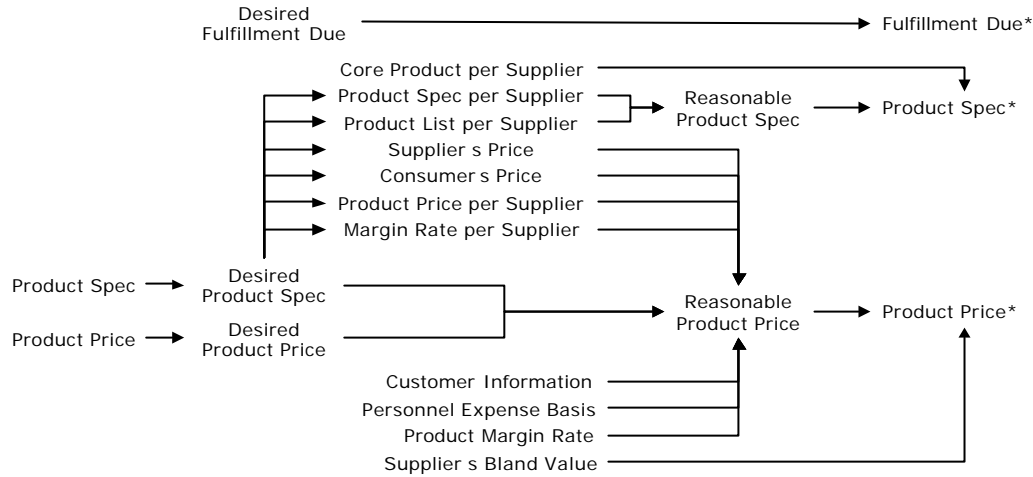 Desired
Fulfillment Due
Fulfillment Due*
Core Product per Supplier
Product Spec per Supplier
Product List per Supplier
Reasonable
Product Spec
Product Spec*
Supplier s Price
Consumer s Price
Product Price per Supplier
Margin Rate per Supplier
Product Spec
Desired
Product Spec
Product Price
Desired
Product Price
Reasonable
Product Price
Product Price*
Customer Information
Personnel Expense Basis
Product Margin Rate
Supplier s Bland Value